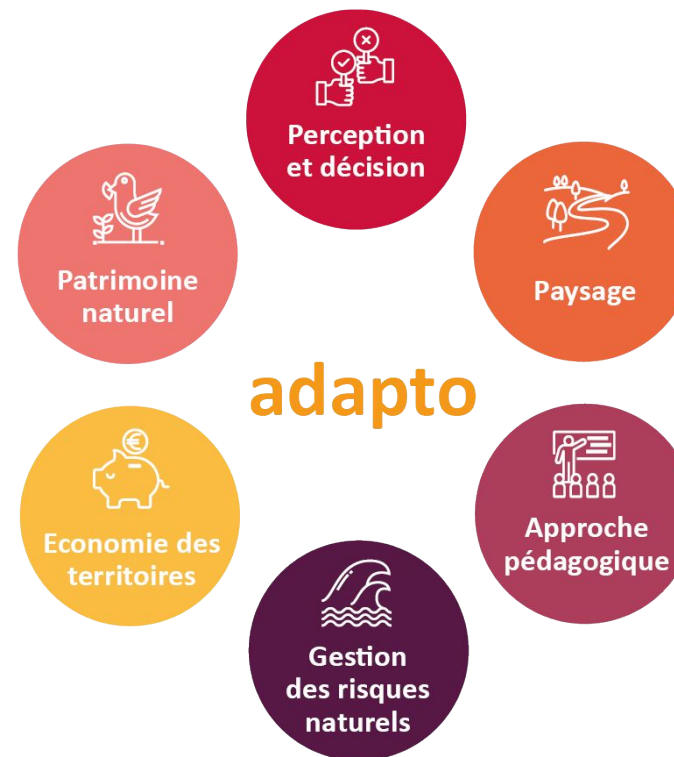 Perception
et décision
Patrimoine
naturel
Paysage
adapto
Economie des
territoires
Approche
pédagogique
Gestion
des risques
naturels